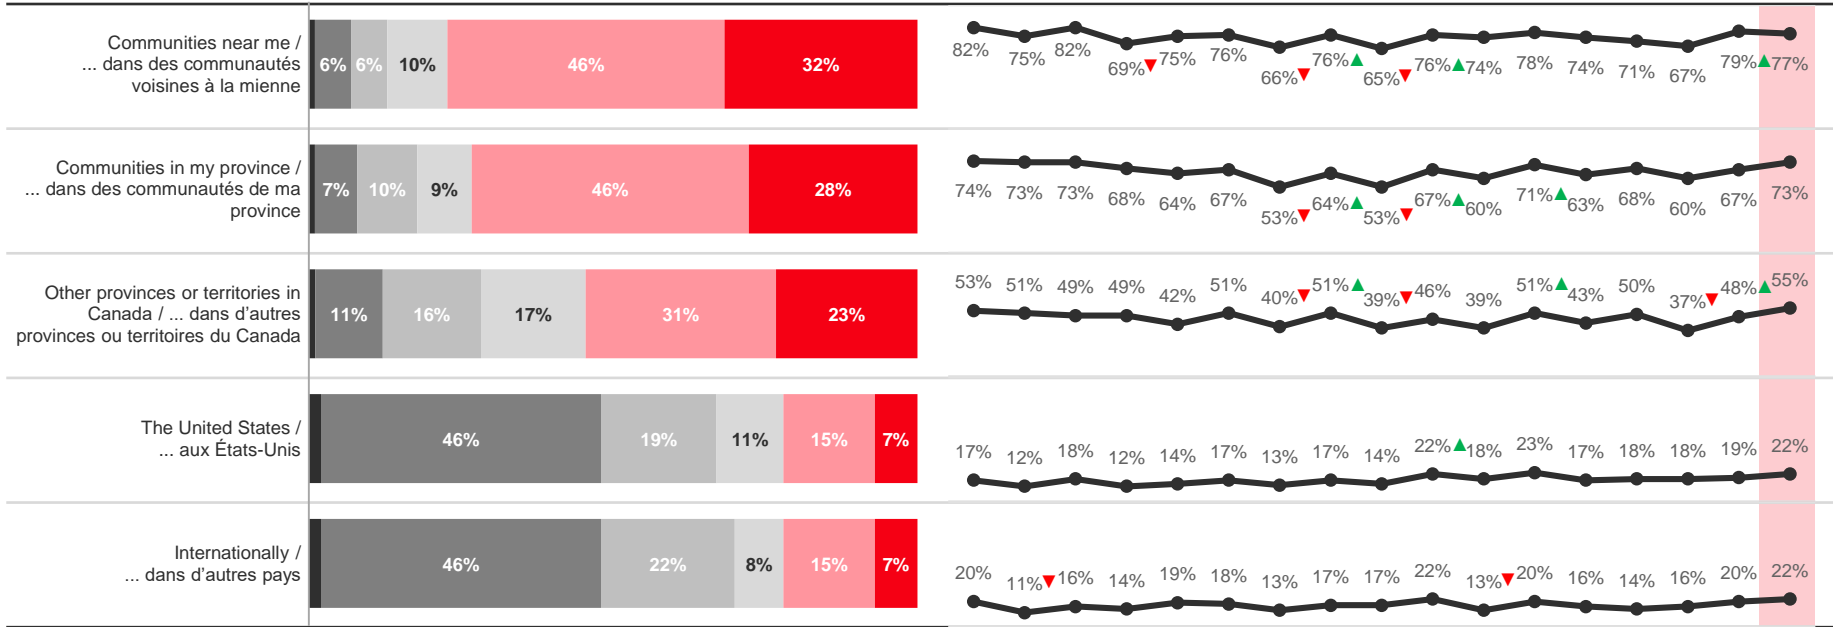 Communities near me /
... dans des communautés
voisines à la mienne
6% 6% 10% 46% 32%
82% 75% 82% 69% 75% 76% 66% 76% 65% 76% 74% 78% 74% 71% 67% 79% 77%
Communities in my province /
... dans des communautés de ma
province
7% 10% 9% 46% 28%
74% 73% 73% 68% 64% 67% 53% 64% 53% 67% 60% 71% 63% 68% 60% 67% 73%
Other provinces or territories in
Canada / ... dans d'autres
provinces ou territoires du Canada
11% 16% 17% 31% 23%
53% 51% 49% 49% 42% 51% 40% 51% 39% 46% 39% 51% 43% 50% 37% 48% 55%
The United States /
... aux États-Unis
46% 19% 11% 15% 7%
17% 12% 18% 12% 14% 17% 13% 17% 14% 22% 18% 23% 17% 18% 18% 19% 22%
Internationally /
... dans d'autres pays
46% 22% 8% 15% 7%
20% 11% 16% 14% 19% 18% 13% 17% 17% 22% 13% 20% 16% 14% 16% 20% 22%